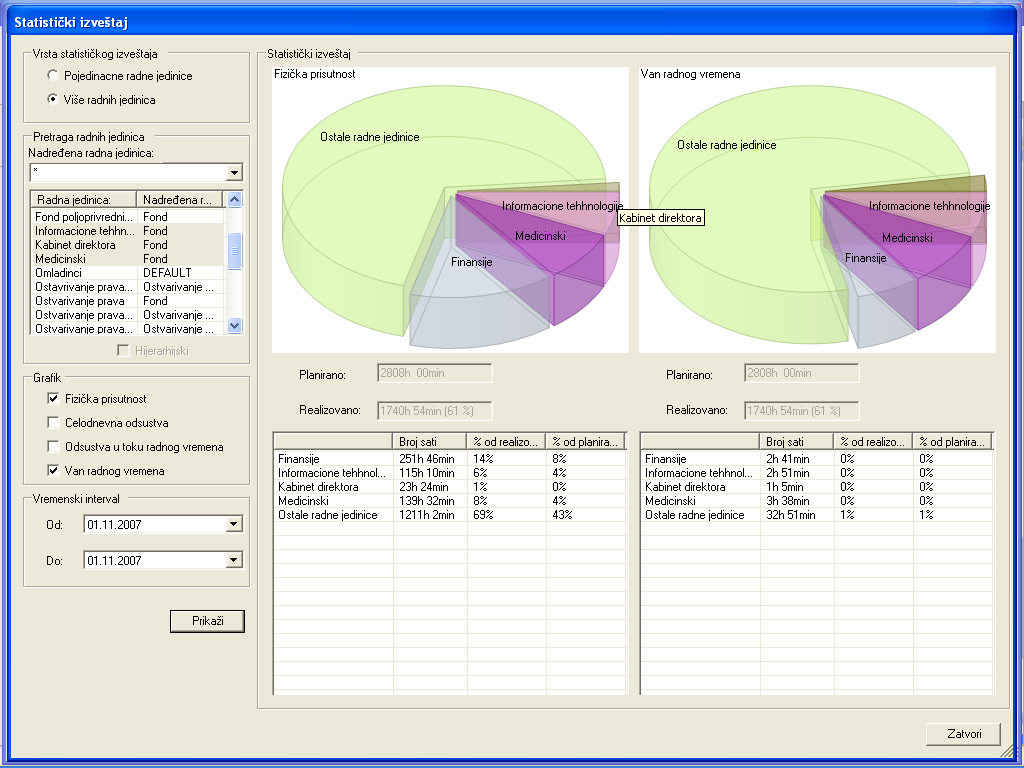 Statistički izveštaj
Vrsta statističkog izveštaja
Pojedinacne radne jedinice
Više radnih jedinica
Pretraga radnih jedinica
Nadređena radna jedinica:
*
Radna jedinica: Nadređena r...
Fond poljoprivredni... Fond
Informacione tehhn... Fond
Kabinet direktora Fond
Medicinski Fond
Omladinci DEFAULT
Ostavrivanje prava... Ostvarivanje ...
Ostvarivanje prava Fond
Ostvarivanje prava... Ostvarivanje ...
Ostvarivanje prava... Ostvarivanje ...
Hijerarhijski
Grafik
Fizička prisutnost
Celodnevna odsustva
Odsustva u toku radnog vremena
Van radnog vremena
Vremenski interval
Od: 01.11.2007
Do: 01.11.2007
Prikaži
Statistički izveštaj
Fizička prisutnost
Ostale radne jedinice
Informacione tehhnologije
Kabinet direktora
Medicinski
Finansije
Planirano: 2808h 00min
Realizovano: 1740h 54min (61 %)
Broj sati % od realizo... % od planira...
Finansije 251h 46min 14% 8%
Informacione tehhnol... 115h 10min 6% 4%
Kabinet direktora 23h 24min 1% 0%
Medicinski 139h 32min 8% 4%
Ostale radne jedinice 1211h 2min 69% 43%
Van radnog vremena
Ostale radne jedinice
Informacione tehhnologije
Medicinski
Finansije
Planirano: 2808h 00min
Realizovano: 1740h 54min (61 %)
Broj sati % od realizo... % od planira...
Finansije 2h 41min 0% 0%
Informacione tehhnol... 2h 51min 0% 0%
Kabinet direktora 1h 5min 0% 0%
Medicinski 3h 38min 0% 0%
Ostale radne jedinice 32h 51min 1% 1%
Zatvori